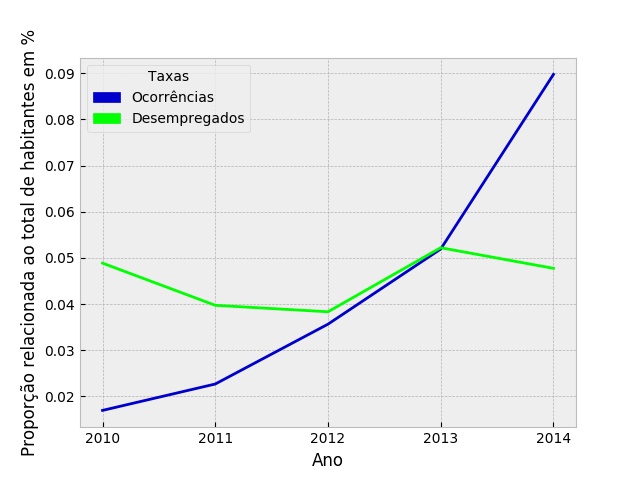 Proporção relacionada ao total de habitantes em %
0.09
0.08
0.07
0.06
0.05
0.04
0.03
0.02
Taxas
Ocorrências
Desempregados
2010 2011 2012 2013 2014
Ano